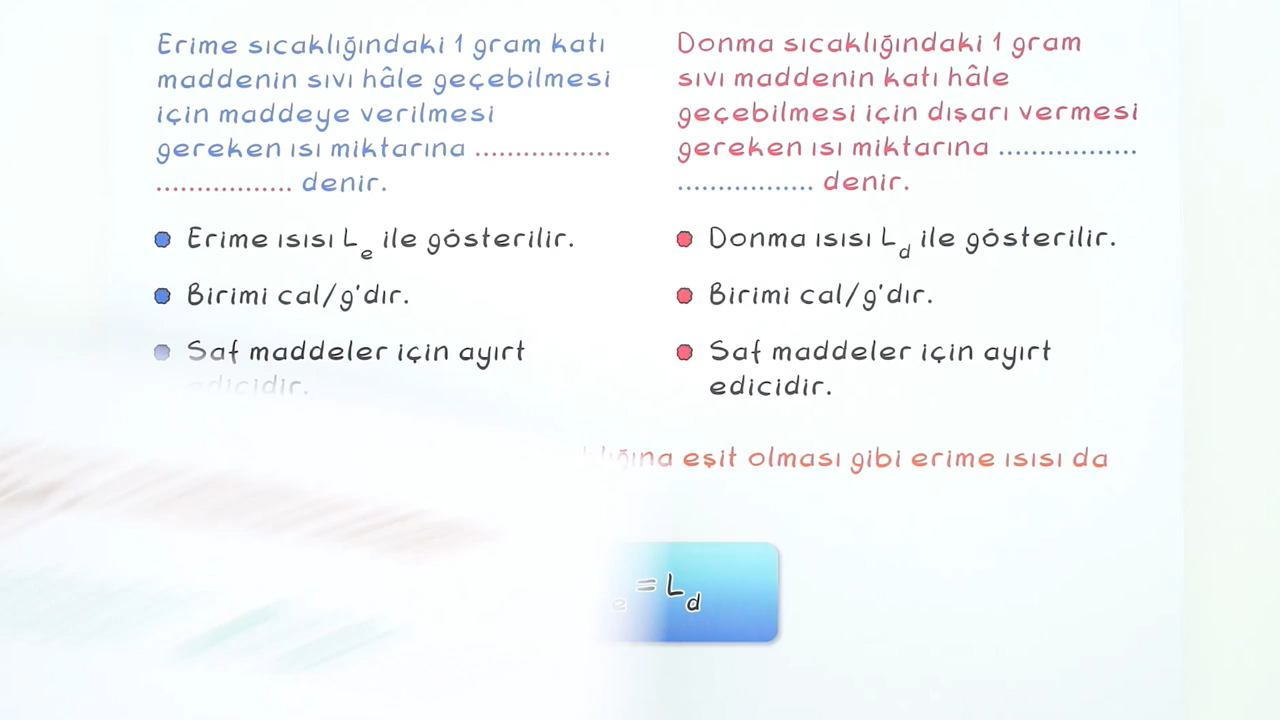 Erime sıcaklığındaki 1 gram katı
maddenin sıvı hâle geçebilmesi
için maddeye verilmesi
gereken ısı miktarına .................
................. denir.
Erime ısısı Le ile gösterilir.
Birimi cal/g'dır.
Saf maddeler için ayırt
edicidir.
Donma sıcaklığındaki 1 gram
sıvı maddenin katı hâle
geçebilmesi için dışarı vermesi
gereken ısı miktarına .................
................. denir.
Donma ısısı Ld ile gösterilir.
Birimi cal/g'dır.
Saf maddeler için ayırt
edicidir.
eşit olması gibi erime ısısı da
e = Ld